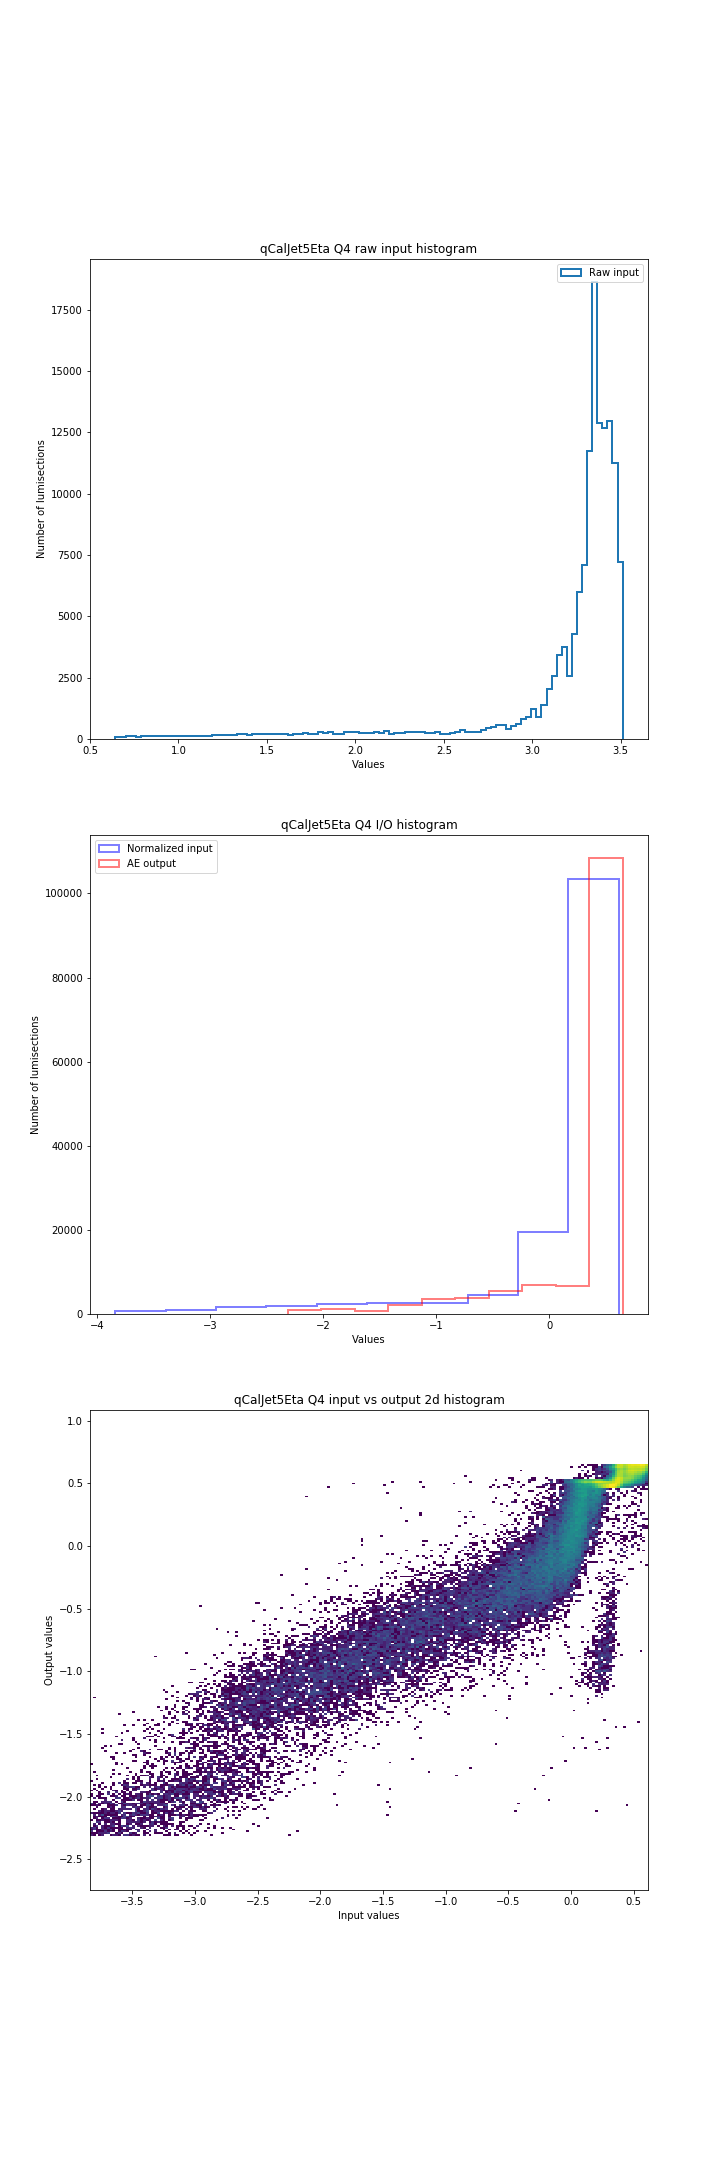 qCalJet5Eta Q4 raw input histogram
Raw input
17500
15000
12500
10000
7500
5000
2500
0
Number of lumisections
0.5 1.0 1.5 2.0 2.5 3.0 3.5
Values
qCalJet5Eta Q4 I/O histogram
Normalized input
AE output
100000
80000
60000
40000
20000
0
Number of lumisections
−4 −3 −2 −1 0
Values
qCalJet5Eta Q4 input vs output 2d histogram
1.0
0.5
0.0
−0.5
−1.0
−1.5
−2.0
−2.5
Output values
−3.5 −3.0 −2.5 −2.0 −1.5 −1.0 −0.5 0.0 0.5
Input values